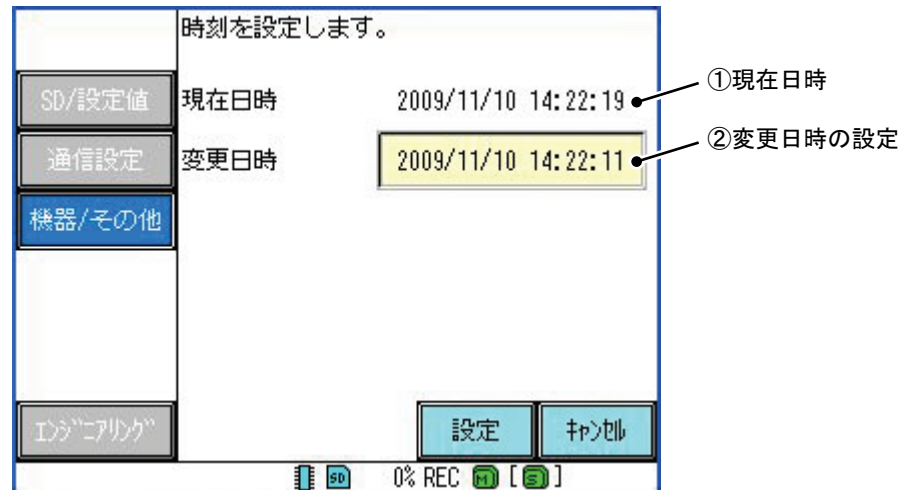 時刻を設定します。
SD/設定値
現在日時 2009/11/10 14:22:19
①現在日時
通信設定
変更日時 2009/11/10 14:22:11
②変更日時の設定
機器/その他
ｴﾝｼﾞﾆｱﾘﾝｸﾞ
設定 ｷｬﾝｾﾙ
SD 0% REC M [ S ]